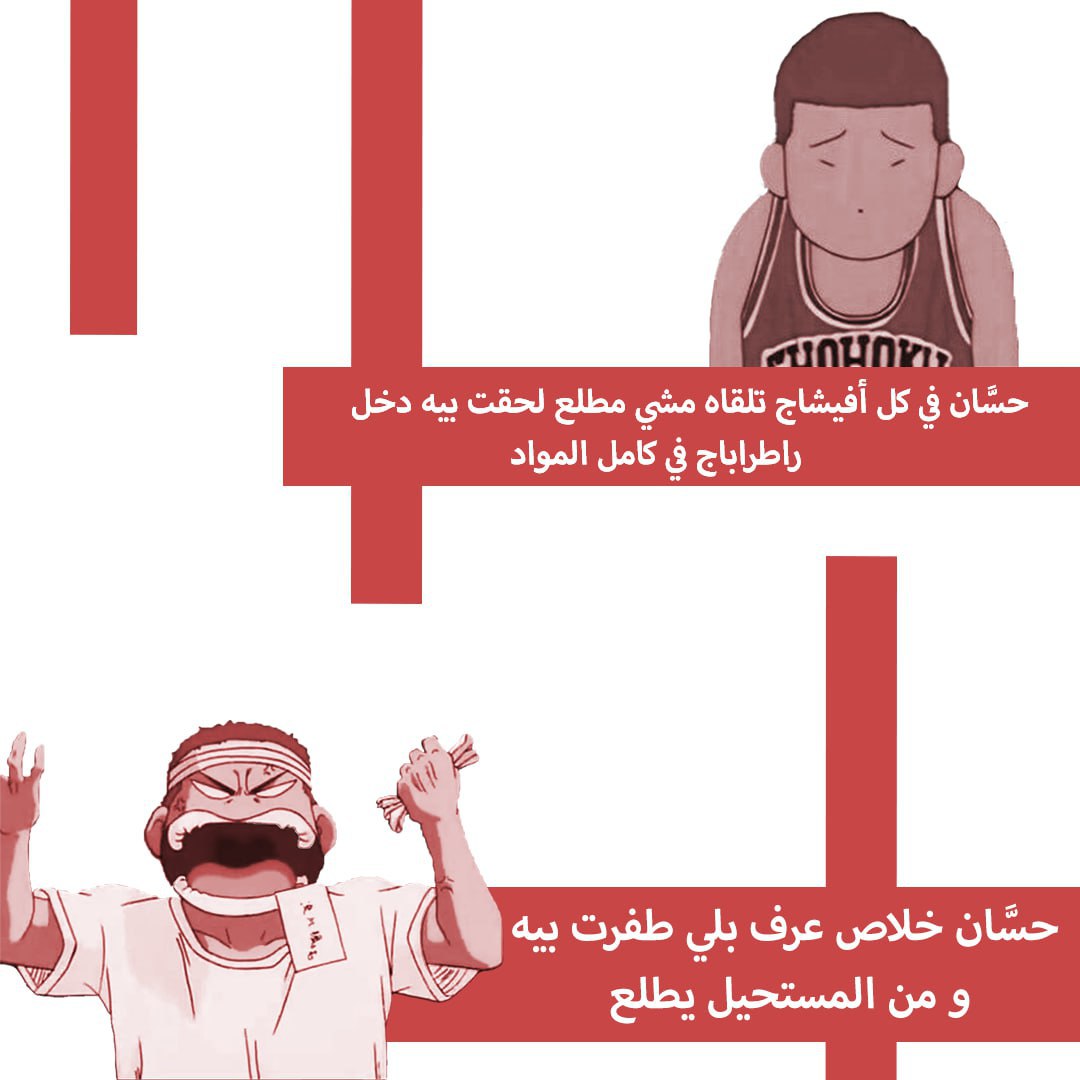 SHOHOKU
حسَّان في كل أفيشاج تلقاه مشي مطلع لحقت بيه دخل
راطراباج في كامل المواد
حسَّان خلاص عرف بلي طفرت بيه
و من المستحيل يطلع